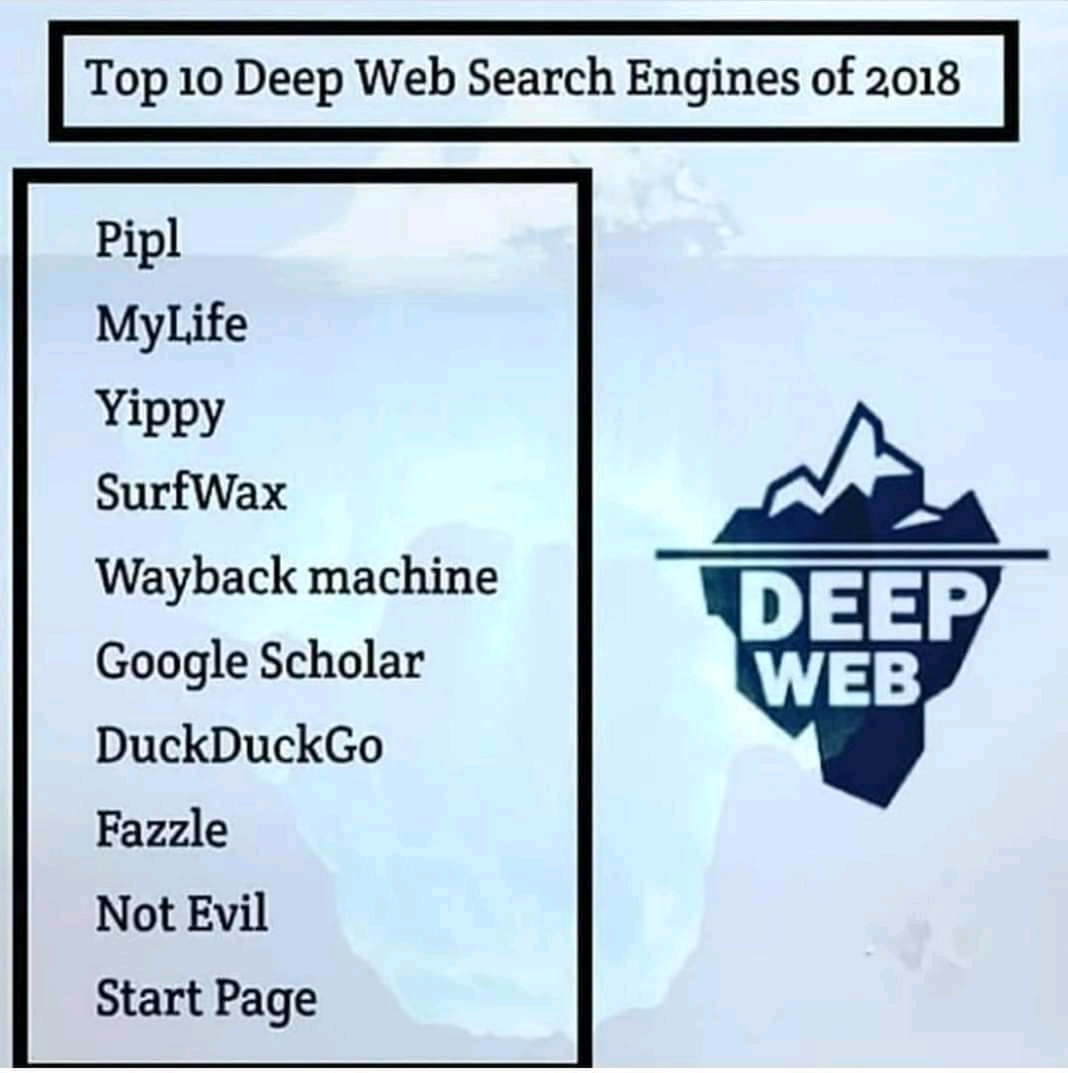 Top 10 Deep Web Search Engines of 2018
Pipl
MyLife
Yippy
SurfWax
Wayback machine
Google Scholar
DuckDuckGo
Fazzle
Not Evil
Start Page
DEEP
WEB